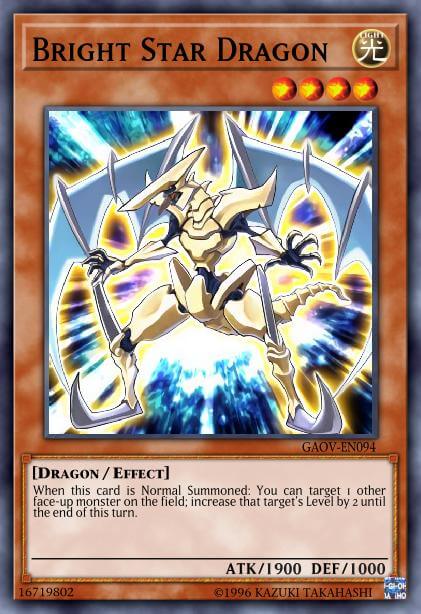 Bright Star Dragon
LIGHT
光
GAOV-EN094
[Dragon / Effect]
When this card is Normal Summoned: You can target 1 other
face-up monster on the field; increase that target's Level by 2 until
the end of this turn.
ATK/1900 DEF/1000
16719802
©1996 KAZUKI TAKAHASHI